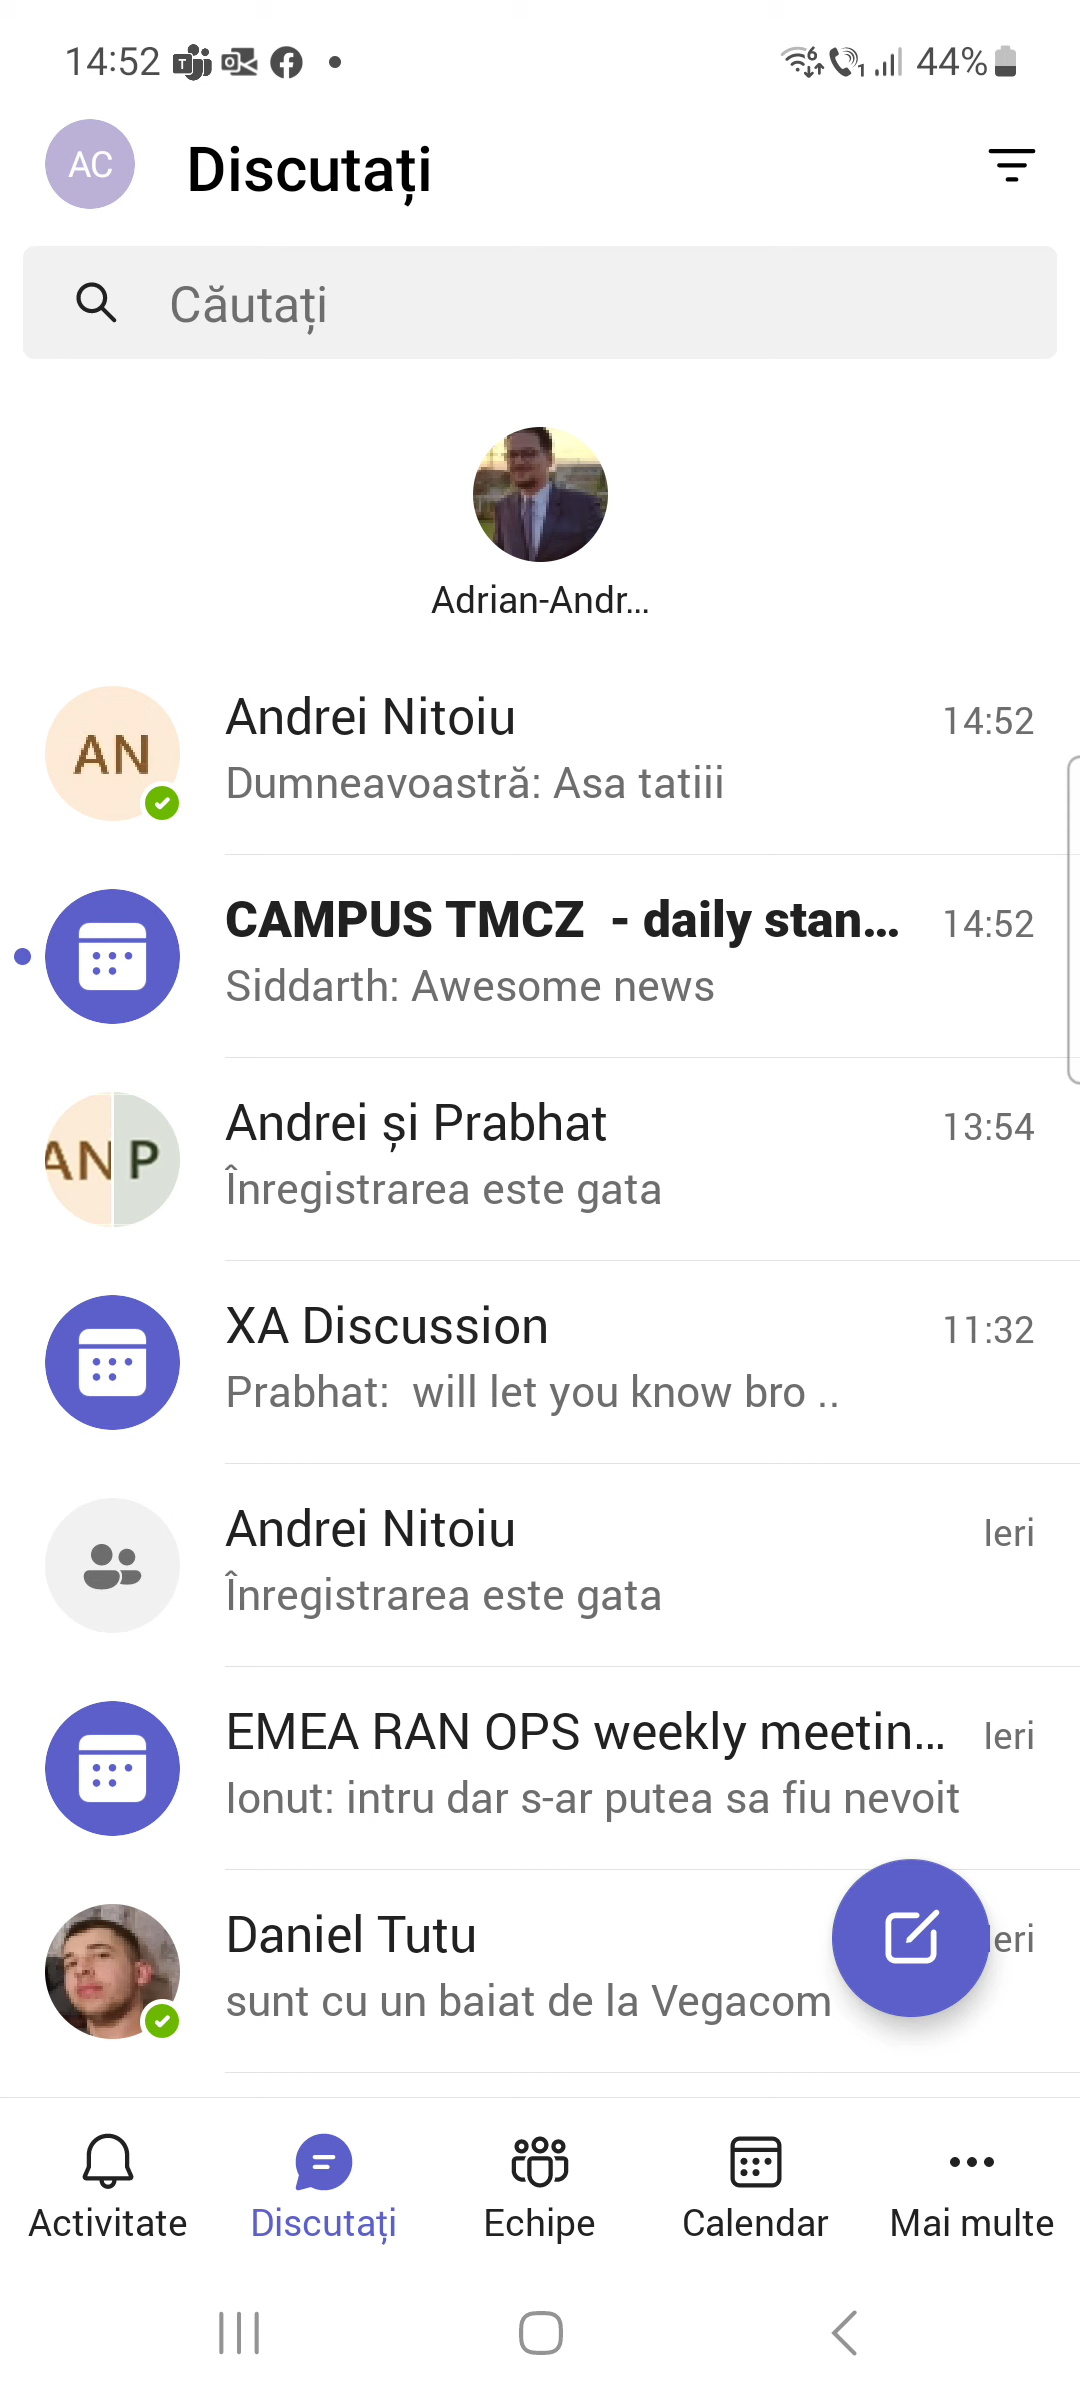 14:52 44%
AC Discutați
Căutați
Adrian-Andr...
AN Andrei Nitoiu 14:52
Dumneavoastră: Asa tatiii
CAMPUS TMCZ - daily stan... 14:52
Siddarth: Awesome news
AN P Andrei și Prabhat 13:54
Înregistrarea este gata
XA Discussion 11:32
Prabhat: will let you know bro ..
Andrei Nitoiu Ieri
Înregistrarea este gata
EMEA RAN OPS weekly meetin... Ieri
Ionut: intru dar s-ar putea sa fiu nevoit
Daniel Tutu Ieri
sunt cu un baiat de la Vegacom
Activitate Discutați Echipe Calendar Mai multe